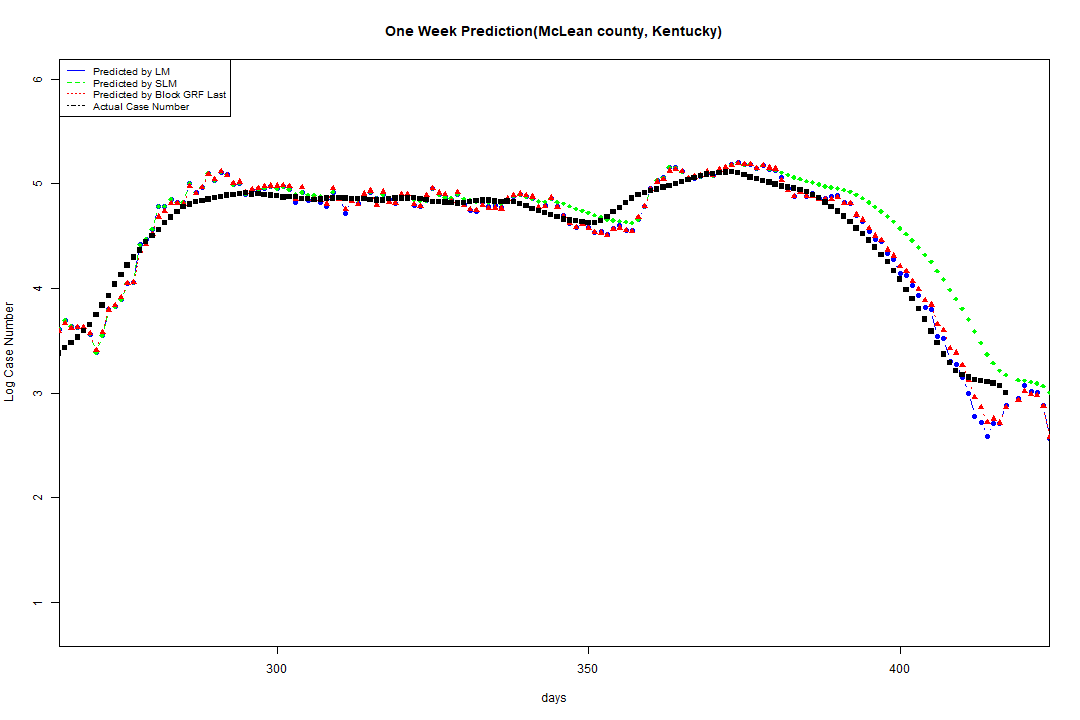 One Week Prediction(McLean county, Kentucky)
Predicted by LM
Predicted by SLM
Predicted by Block GRF Last
Actual Case Number
6
5
4
3
2
1
Log Case Number
300
350
400
days